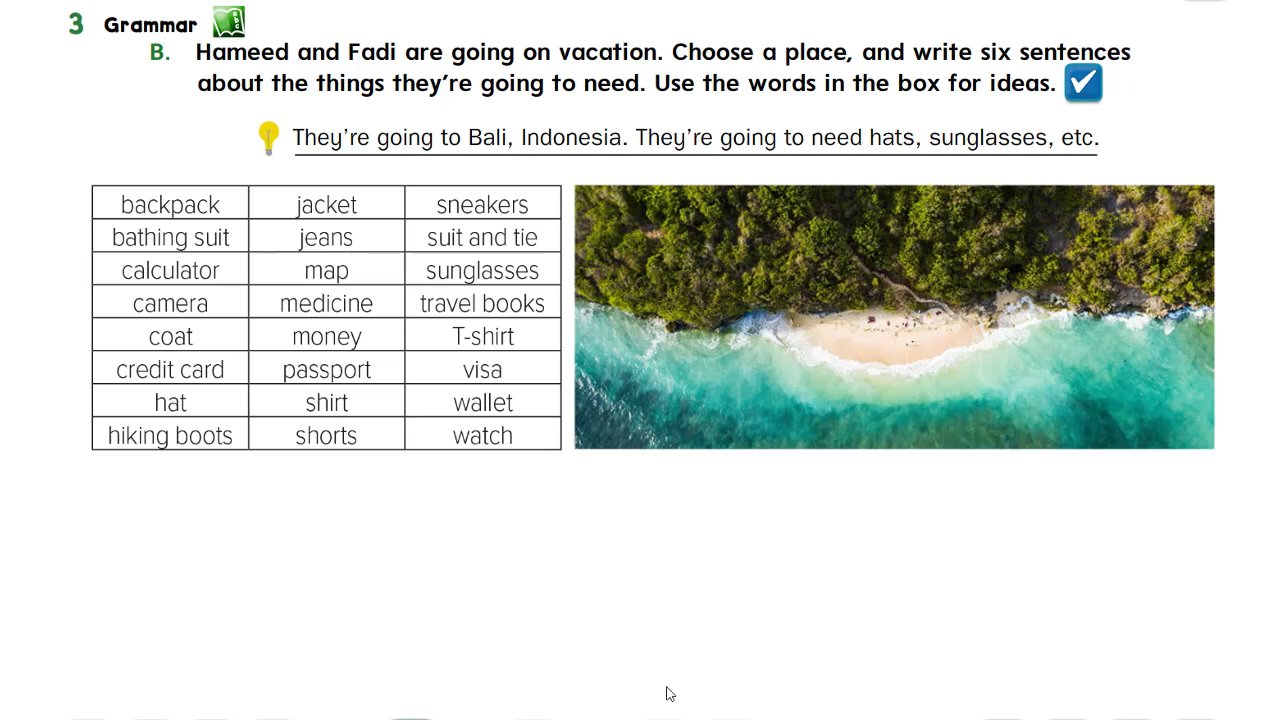 3 Grammar
B. Hameed and Fadi are going on vacation. Choose a place, and write six sentences
about the things they're going to need. Use the words in the box for ideas.
They're going to Bali, Indonesia. They're going to need hats, sunglasses, etc.
backpack jacket sneakers
bathing suit jeans suit and tie
calculator map sunglasses
camera medicine travel books
coat money T-shirt
credit card passport visa
hat shirt wallet
hiking boots shorts watch